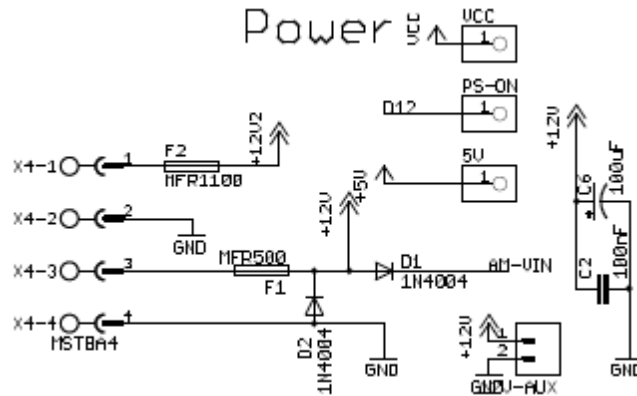 Power
VCC
VCC
1
PS-ON
D12
1
5V
+5V
1
+12V
C6
100uF
C2
100nF
GND
X4-1
1
F2
MFR1100
+12V2
X4-2
2
GND
X4-3
3
MFR500
F1
+12V
D1
1N4004
AM-VIN
X4-4
4
MSTBA4
D2
1N4004
GND
+12V
1
2
GND
V-AUX